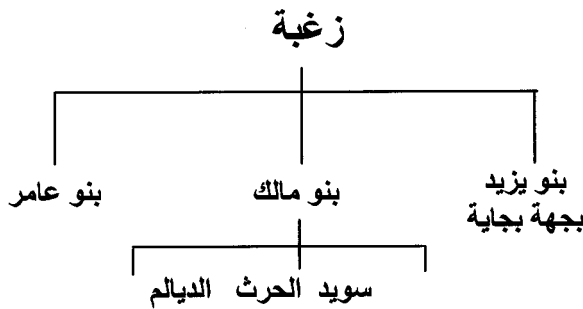 زغبة
بنو يزيد
بجهة بجاية
بنو مالك
بنو عامر
سويد الحرث الديالم